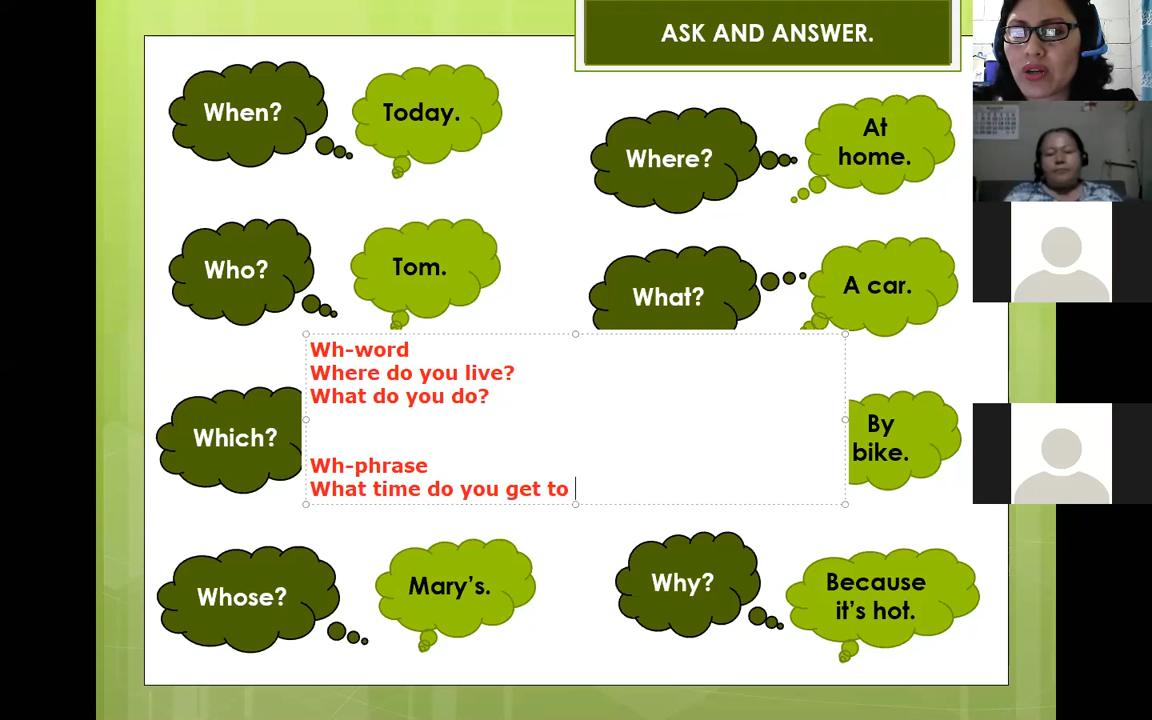 ASK AND ANSWER.
When?
Today.
Where?
At
home.
Who?
Tom.
What?
A car.
Wh-word
Where do you live?
What do you do?
Which?
By
bike.
Wh-phrase
What time do you get to
Whose?
Mary's.
Why?
Because
it's hot.